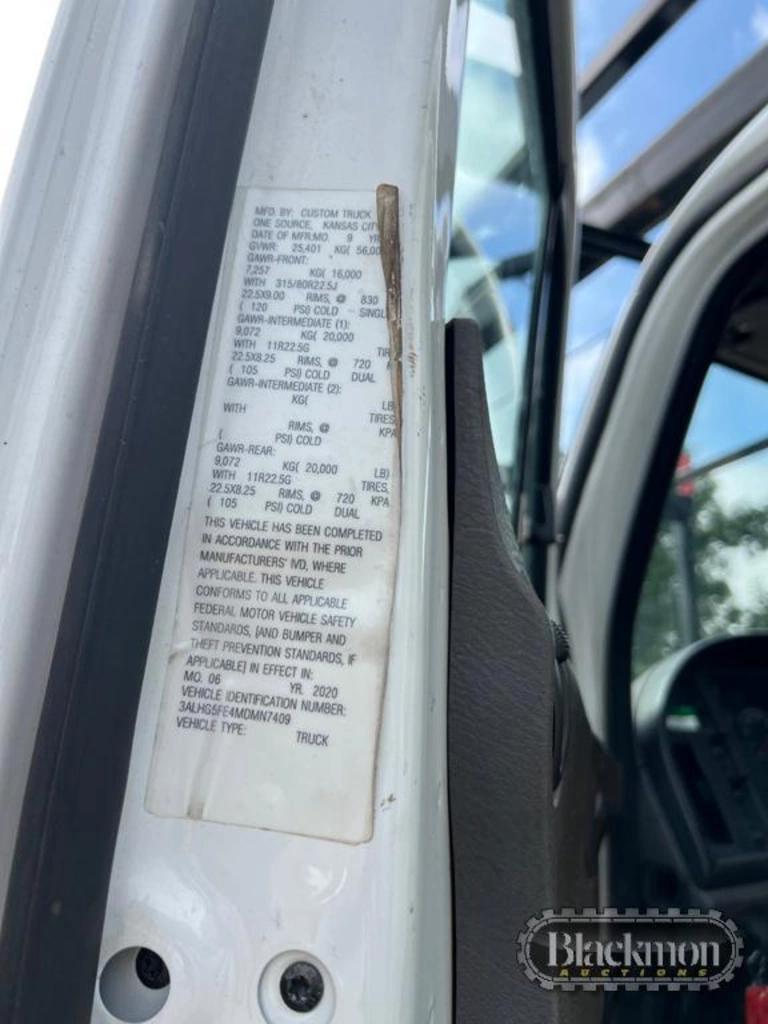 MFD. BY: CUSTOM TRUCK
ONE SOURCE, KANSAS CITY
DATE OF MFR:MO. 9 YR
GVWR: 25,401 KG( 56,00
GAWR-FRONT:
7,257 KG( 16,000
WITH 315/80R22.5J
22.5X9.00 RIMS, @ 830
( 120 PSI) COLD SINGL
GAWR-INTERMEDIATE (1):
9,072 KG( 20,000
WITH 11R22.5G TIR
22.5X8.25 RIMS, @ 720 K
( 105 PSI) COLD DUAL
GAWR-INTERMEDIATE (2):
KG( LB
WITH TIRES,
RIMS, @ KPA
( PSI) COLD
GAWR-REAR:
9,072 KG( 20,000 LB)
WITH 11R22.5G TIRES,
22.5X8.25 RIMS, @ 720 KPA
( 105 PSI) COLD DUAL
THIS VEHICLE HAS BEEN COMPLETED
IN ACCORDANCE WITH THE PRIOR
MANUFACTURERS' IVD, WHERE
APPLICABLE. THIS VEHICLE
CONFORMS TO ALL APPLICABLE
FEDERAL MOTOR VEHICLE SAFETY
STANDARDS, [AND BUMPER AND
THEFT PREVENTION STANDARDS, IF
APPLICABLE] IN EFFECT IN:
MO. 06 YR. 2020
VEHICLE IDENTIFICATION NUMBER:
3ALHG5FE4MDMN7409
VEHICLE TYPE: TRUCK
Blackmon
AUCTIONS